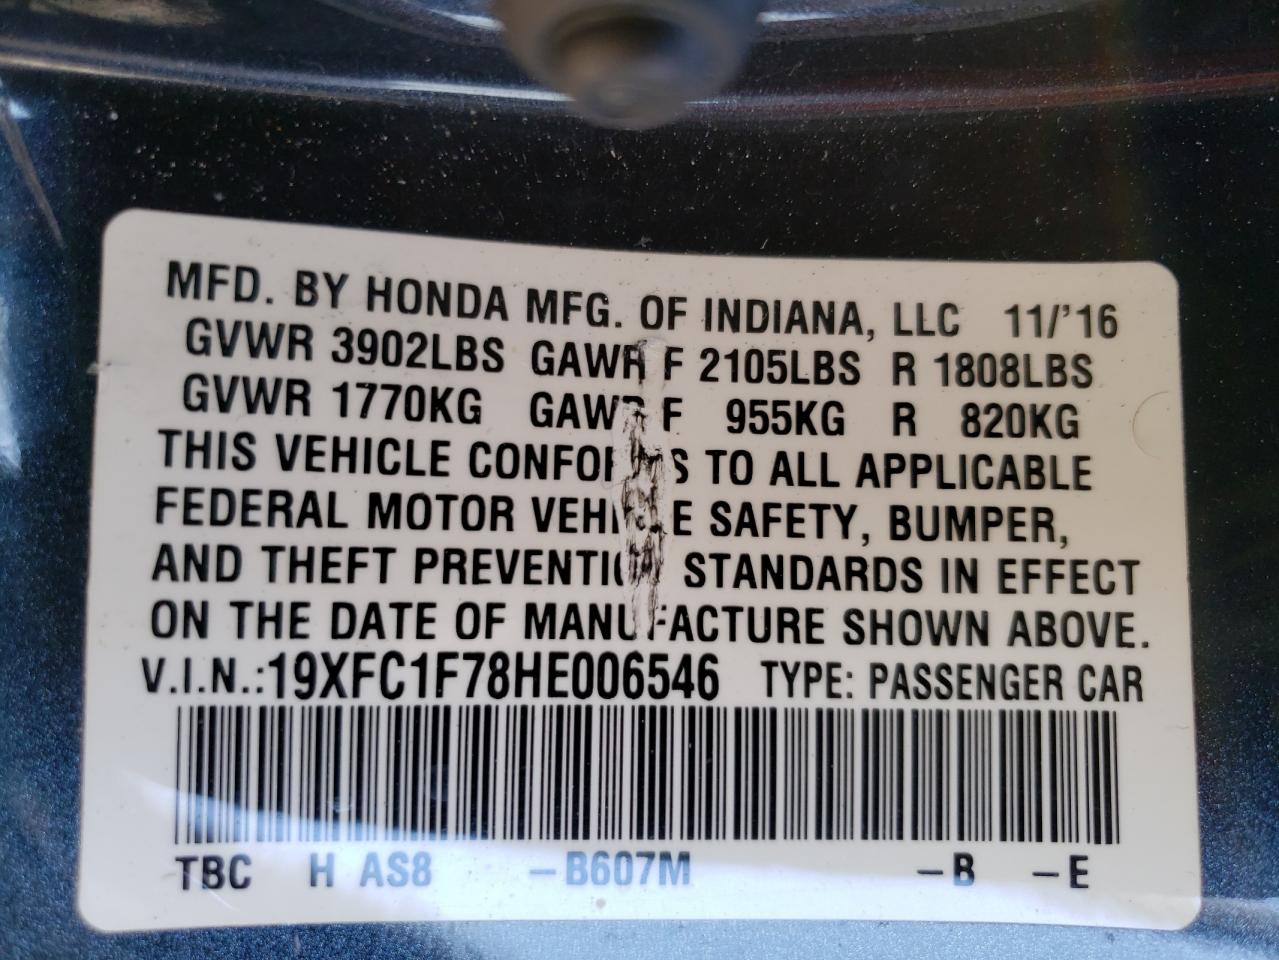 MFD. BY HONDA MFG. OF INDIANA, LLC 11/'16
GVWR 3902LBS GAWR F 2105LBS R 1808LBS
GVWR 1770KG GAWR F 955KG R 820KG
THIS VEHICLE CONFORMS TO ALL APPLICABLE
FEDERAL MOTOR VEHICLE SAFETY, BUMPER,
AND THEFT PREVENTION STANDARDS IN EFFECT
ON THE DATE OF MANUFACTURE SHOWN ABOVE.
V.I.N.:19XFC1F78HE006546 TYPE: PASSENGER CAR
TBC H AS8 -B607M -B -E